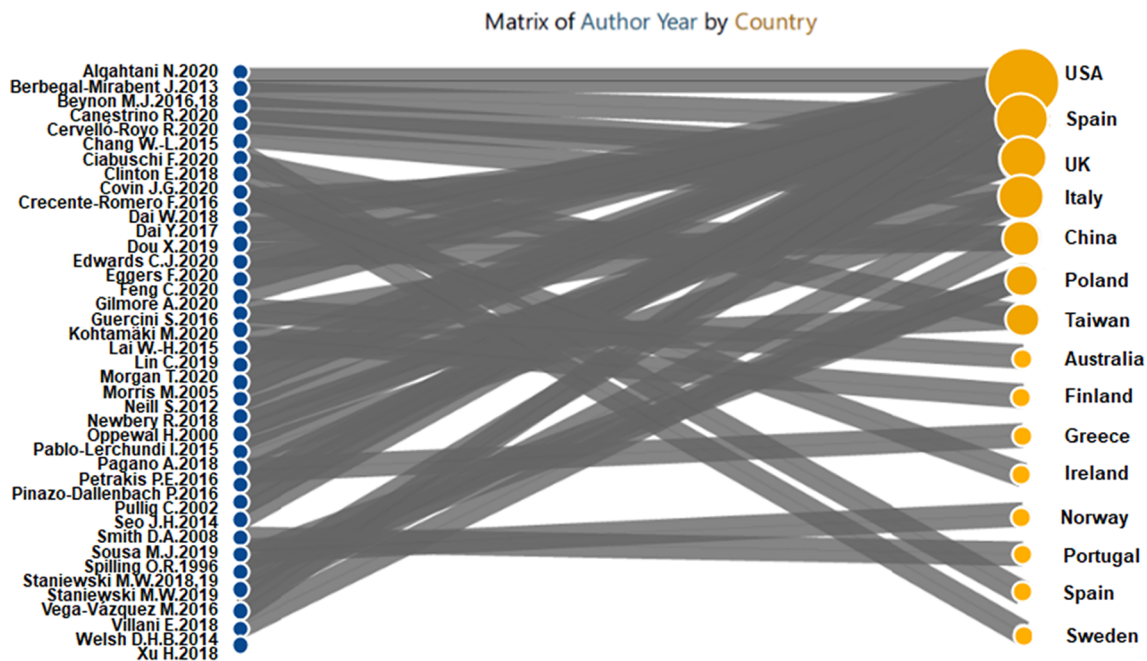 Matrix of Author Year by Country
Alqahtani N.2020
Berbegal-Mirabent J.2013
Beynon M.J.2016,18
Canestrino R.2020
Cervello-Royo R.2020
Chang W.-L.2015
Ciabuschi F.2020
Clinton E.2018
Covin J.G.2020
Crecente-Romero F.2016
Dai W.2018
Dai Y.2017
Dou X.2019
Edwards C.J.2020
Eggers F.2020
Feng C.2020
Gilmore A.2020
Guercini S.2016
Kohtamäki M.2020
Lai W.-H.2015
Lin C.2019
Morgan T.2020
Morris M.2005
Neill S.2012
Newbery R.2018
Oppewal H.2000
Pablo-Lerchundi I.2015
Pagano A.2018
Petrakis P.E.2016
Pinazo-Dallenbach P.2016
Pullig C.2002
Seo J.H.2014
Smith D.A.2008
Sousa M.J.2019
Spilling O.R.1996
Staniewski M.W.2018,19
Staniewski M.W.2019
Vega-Vázquez M.2016
Villani E.2018
Welsh D.H.B.2014
Xu H.2018
USA
Spain
UK
Italy
China
Poland
Taiwan
Australia
Finland
Greece
Ireland
Norway
Portugal
Spain
Sweden